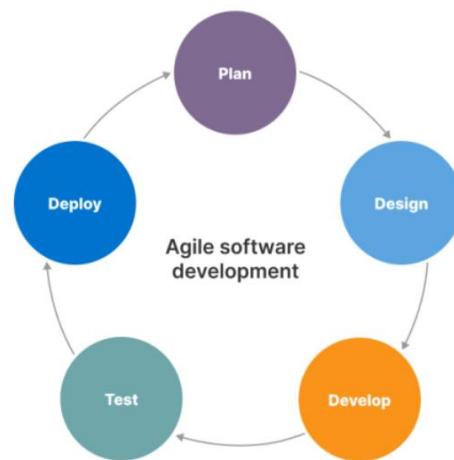 Plan
Design
Develop
Test
Deploy
Agile software
development